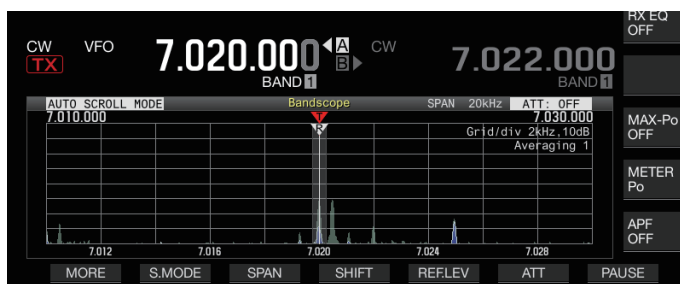 RX EQ
OFF
CW VFO 7.020.000 A CW 7.022.000
TX B
BAND 1 BAND 1
AUTO SCROLL MODE Bandscope SPAN 20kHz ATT: OFF
7.010.000 T 7.030.000
R Grid/div 2kHz,10dB
Averaging 1
MAX-Po
OFF
METER
Po
APF
OFF
7.012 7.016 7.020 7.024 7.028
MORE S.MODE SPAN SHIFT REF.LEV ATT PAUSE